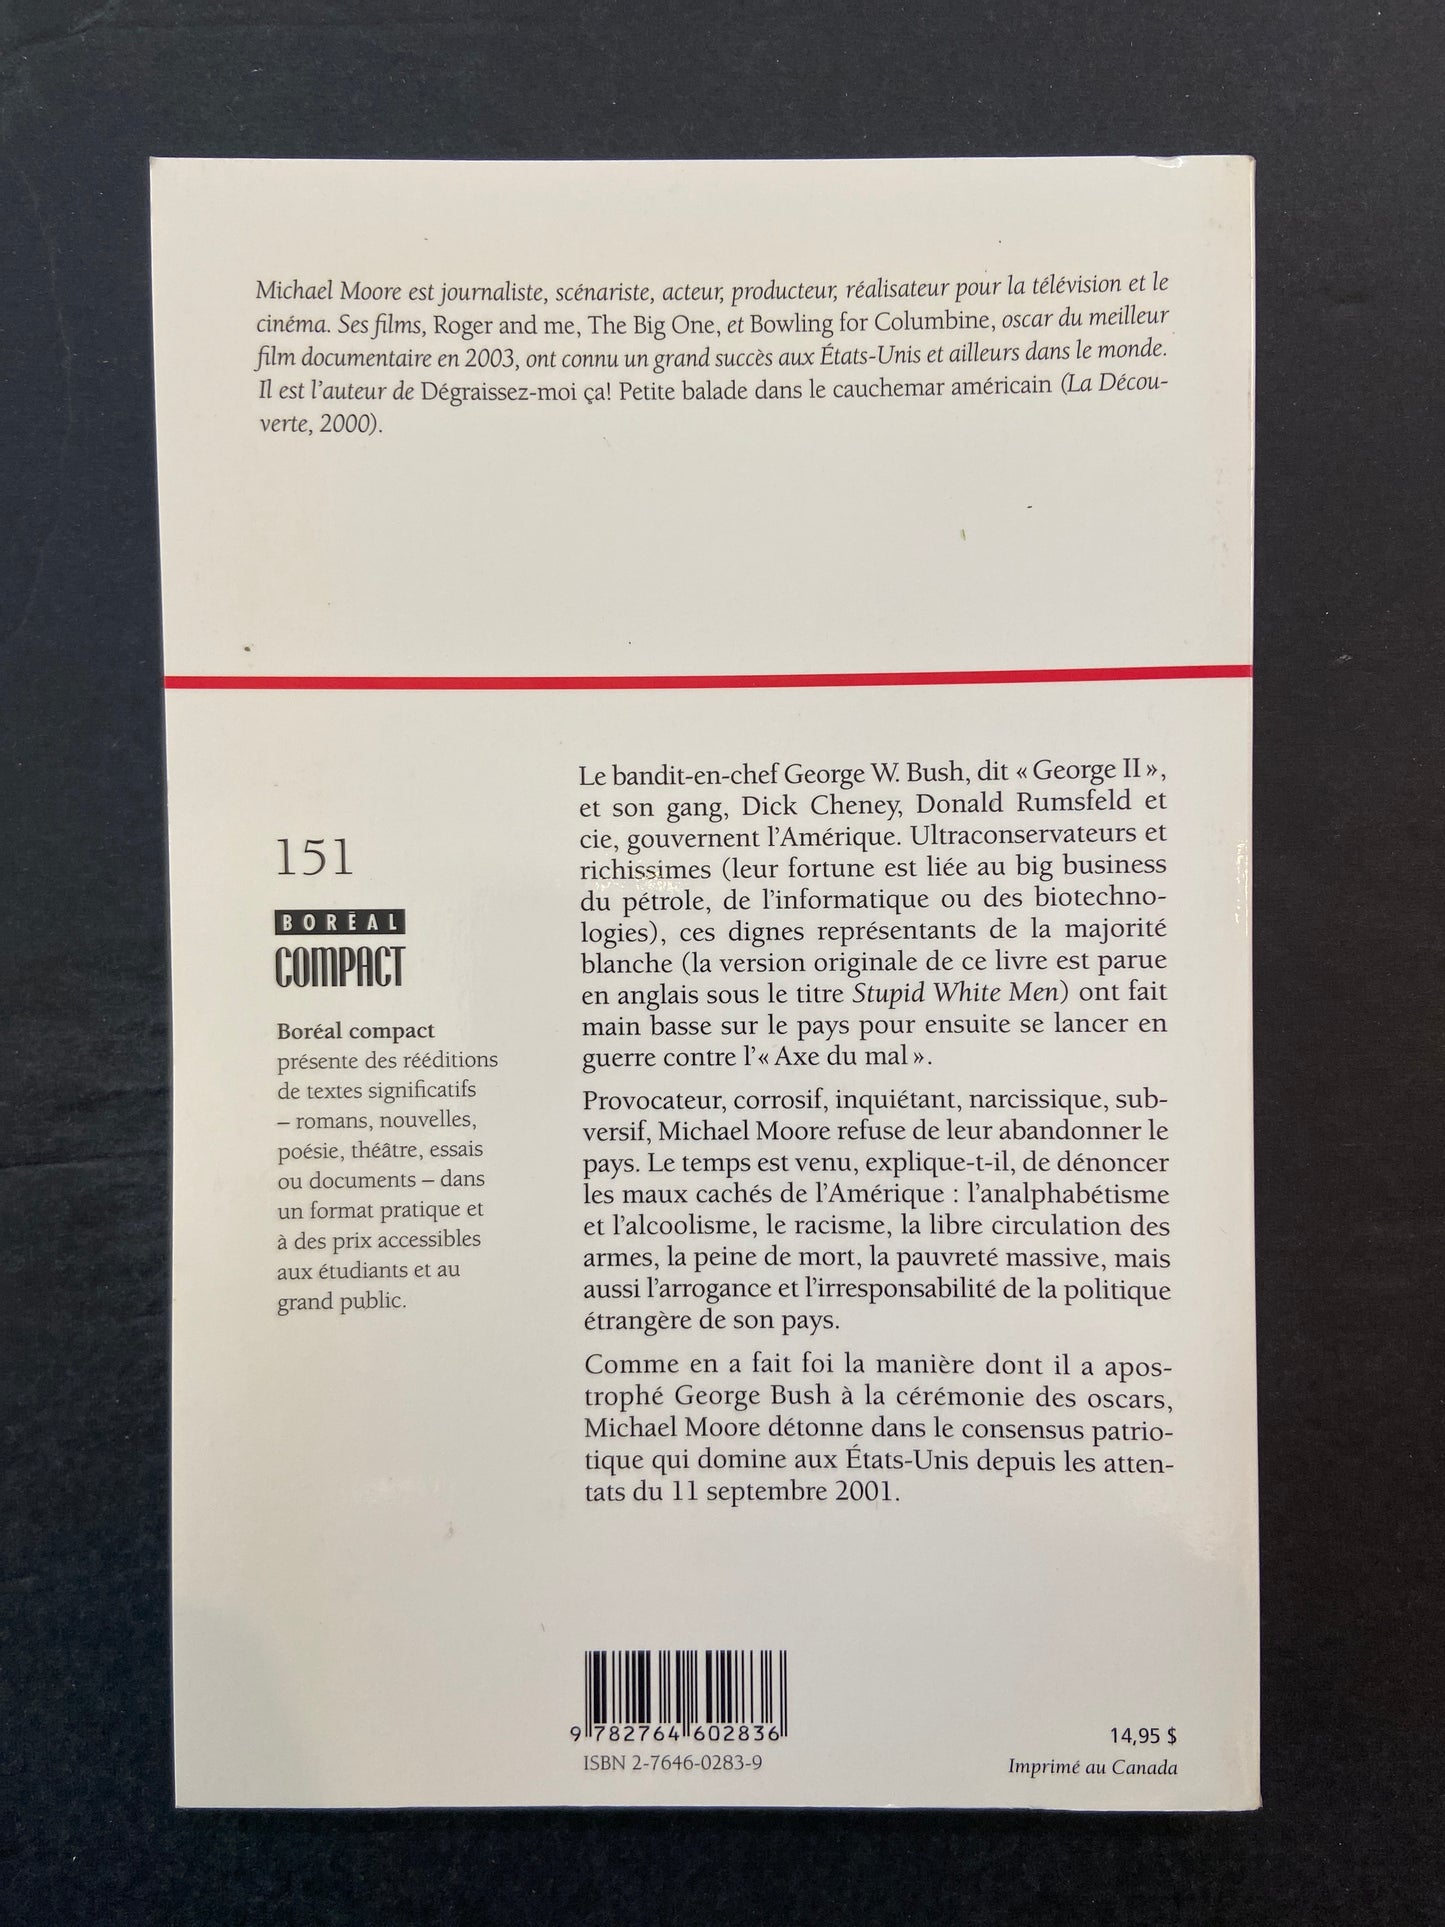 Michael Moore est journaliste, scénariste, acteur, producteur, réalisateur pour la télévision et le
cinéma. Ses films, Roger and me, The Big One, et Bowling for Columbine, oscar du meilleur
film documentaire en 2003, ont connu un grand succès aux États-Unis et ailleurs dans le monde.
Il est l'auteur de Dégraissez-moi ça! Petite balade dans le cauchemar américain (La Décou-
verte, 2000).
151
BORÉAL
COMPACT
Boréal compact
présente des rééditions
de textes significatifs
– romans, nouvelles,
poésie, théâtre, essais
ou documents – dans
un format pratique et
à des prix accessibles
aux étudiants et au
grand public.
Le bandit-en-chef George W. Bush, dit « George II »,
et son gang, Dick Cheney, Donald Rumsfeld et
cie, gouvernent l'Amérique. Ultraconservateurs et
richissimes (leur fortune est liée au big business
du pétrole, de l'informatique ou des biotechno-
logies), ces dignes représentants de la majorité
blanche (la version originale de ce livre est parue
en anglais sous le titre Stupid White Men) ont fait
main basse sur le pays pour ensuite se lancer en
guerre contre l'« Axe du mal ».
Provocateur, corrosif, inquiétant, narcissique, sub-
versif, Michael Moore refuse de leur abandonner le
pays. Le temps est venu, explique-t-il, de dénoncer
les maux cachés de l'Amérique : l'analphabétisme
et l'alcoolisme, le racisme, la libre circulation des
armes, la peine de mort, la pauvreté massive, mais
aussi l'arrogance et l'irresponsabilité de la politique
étrangère de son pays.
Comme en a fait foi la manière dont il a apos-
trophé George Bush à la cérémonie des oscars,
Michael Moore détonne dans le consensus patrio-
tique qui domine aux États-Unis depuis les atten-
tats du 11 septembre 2001.
9 782764 602836
ISBN 2-7646-0283-9
14,95 $
Imprimé au Canada